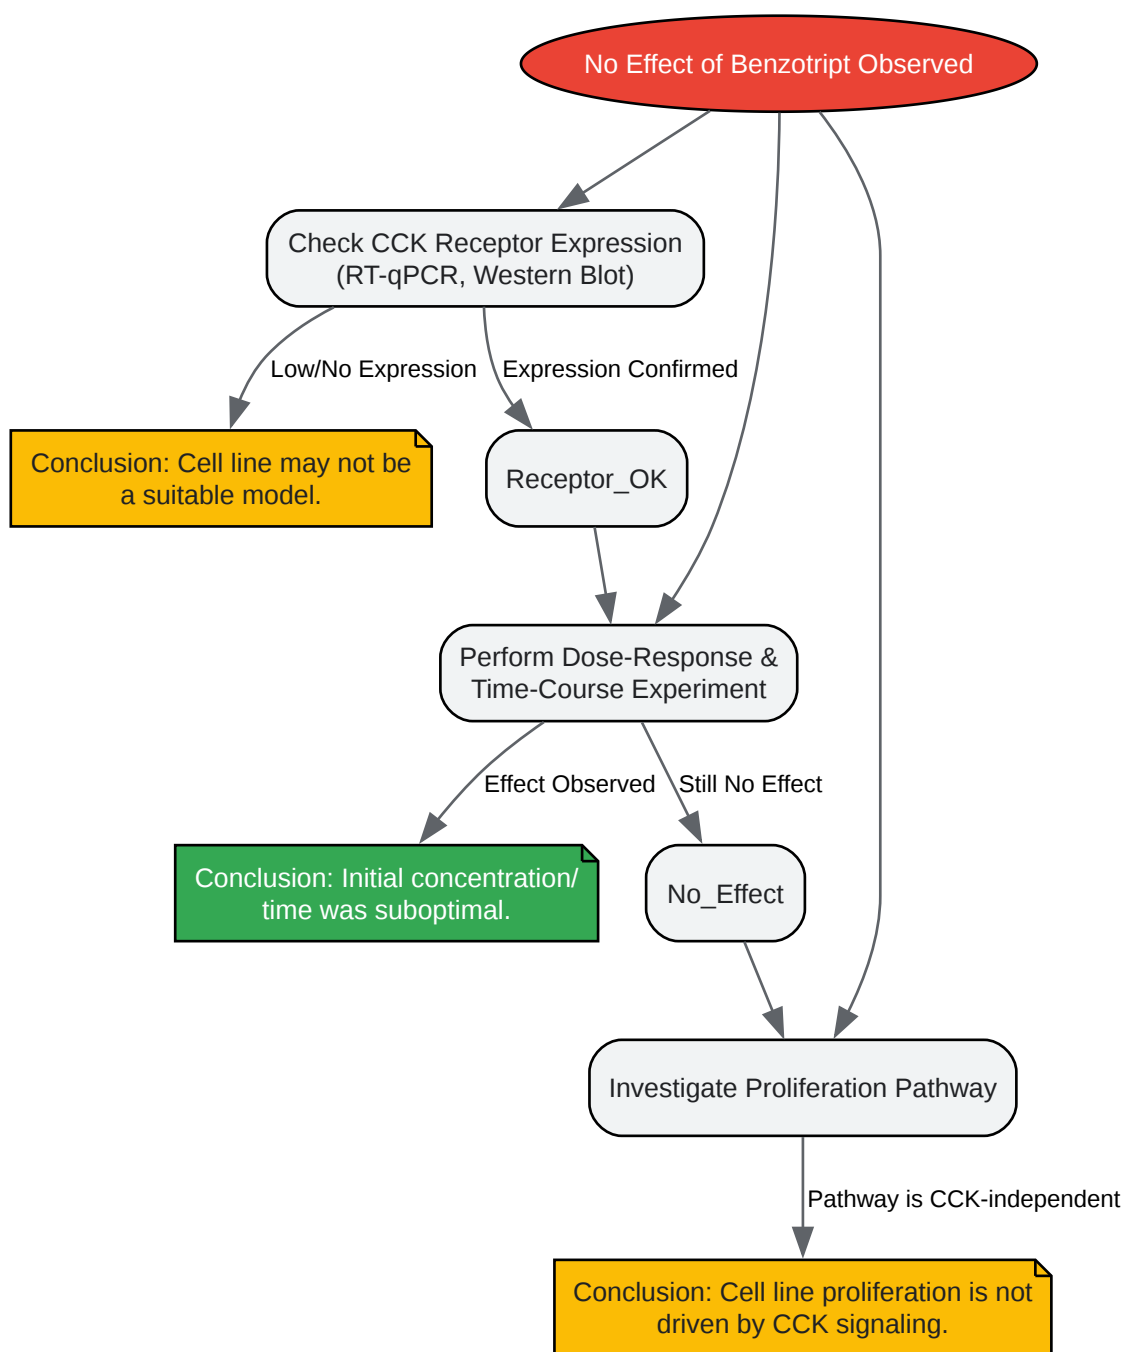 No Effect of Benzotript Observed
Check CCK Receptor Expression
(RT-qPCR, Western Blot)
Low/No Expression
Expression Confirmed
Conclusion: Cell line may not be
a suitable model.
Receptor_OK
Perform Dose-Response &
Time-Course Experiment
Effect Observed
Still No Effect
Conclusion: Initial concentration/
time was suboptimal.
No_Effect
Investigate Proliferation Pathway
Pathway is CCK-independent
Conclusion: Cell line proliferation is not
driven by CCK signaling.